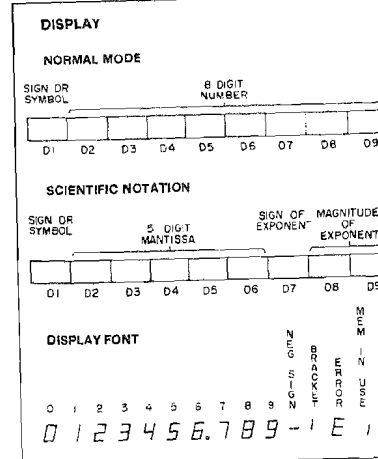 DISPLAY
NORMAL MODE
SIGN OR SYMBOL
8 DIGIT NUMBER
D1 D2 D3 D4 D5 D6 D7 D8 D9
SCIENTIFIC NOTATION
SIGN OR SYMBOL
5 DIGIT MANTISSA
SIGN OF EXPONENT
MAGNITUDE OF EXPONENT
D1 D2 D3 D4 D5 D6 D7 D8 D9
DISPLAY FONT
NEG SIGN
BRACKET
ERROR
MEM IN USE
0 1 2 3 4 5 6 7 8 9
0 1 2 3 4 5 6. 7 8 9 - ' E ,